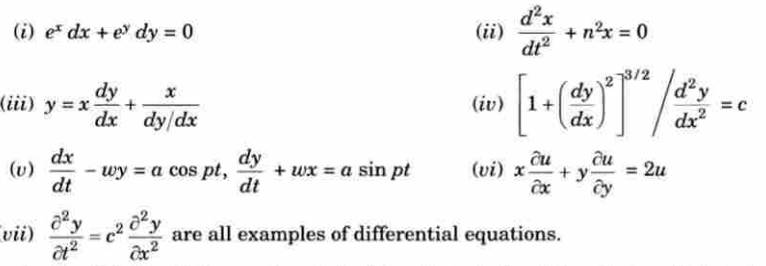 (i) e^x dx + e^y dy = 0 (ii) d²x/dt² + n²x = 0
(iii) y = x dy/dx + x/(dy/dx) (iv) [1 + (dy/dx)²]^{3/2} / d²y/dx² = c
(v) dx/dt – wy = a cos pt, dy/dt + wx = a sin pt (vi) x ∂u/∂x + y ∂u/∂y = 2u
vii) ∂²y/∂t² = c² ∂²y/∂x² are all examples of differential equations.